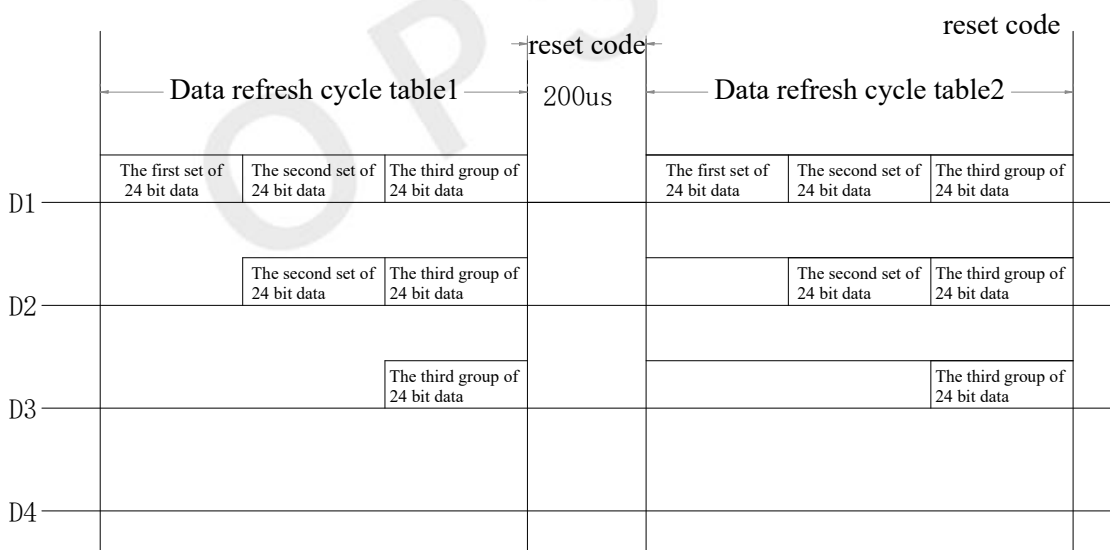 reset code
reset code
Data refresh cycle table1
200us
Data refresh cycle table2
The first set of
24 bit data
The second set of
24 bit data
The third group of
24 bit data
The first set of
24 bit data
The second set of
24 bit data
The third group of
24 bit data
D1
The second set of
24 bit data
The third group of
24 bit data
The second set of
24 bit data
The third group of
24 bit data
D2
The third group of
24 bit data
The third group of
24 bit data
D3
D4